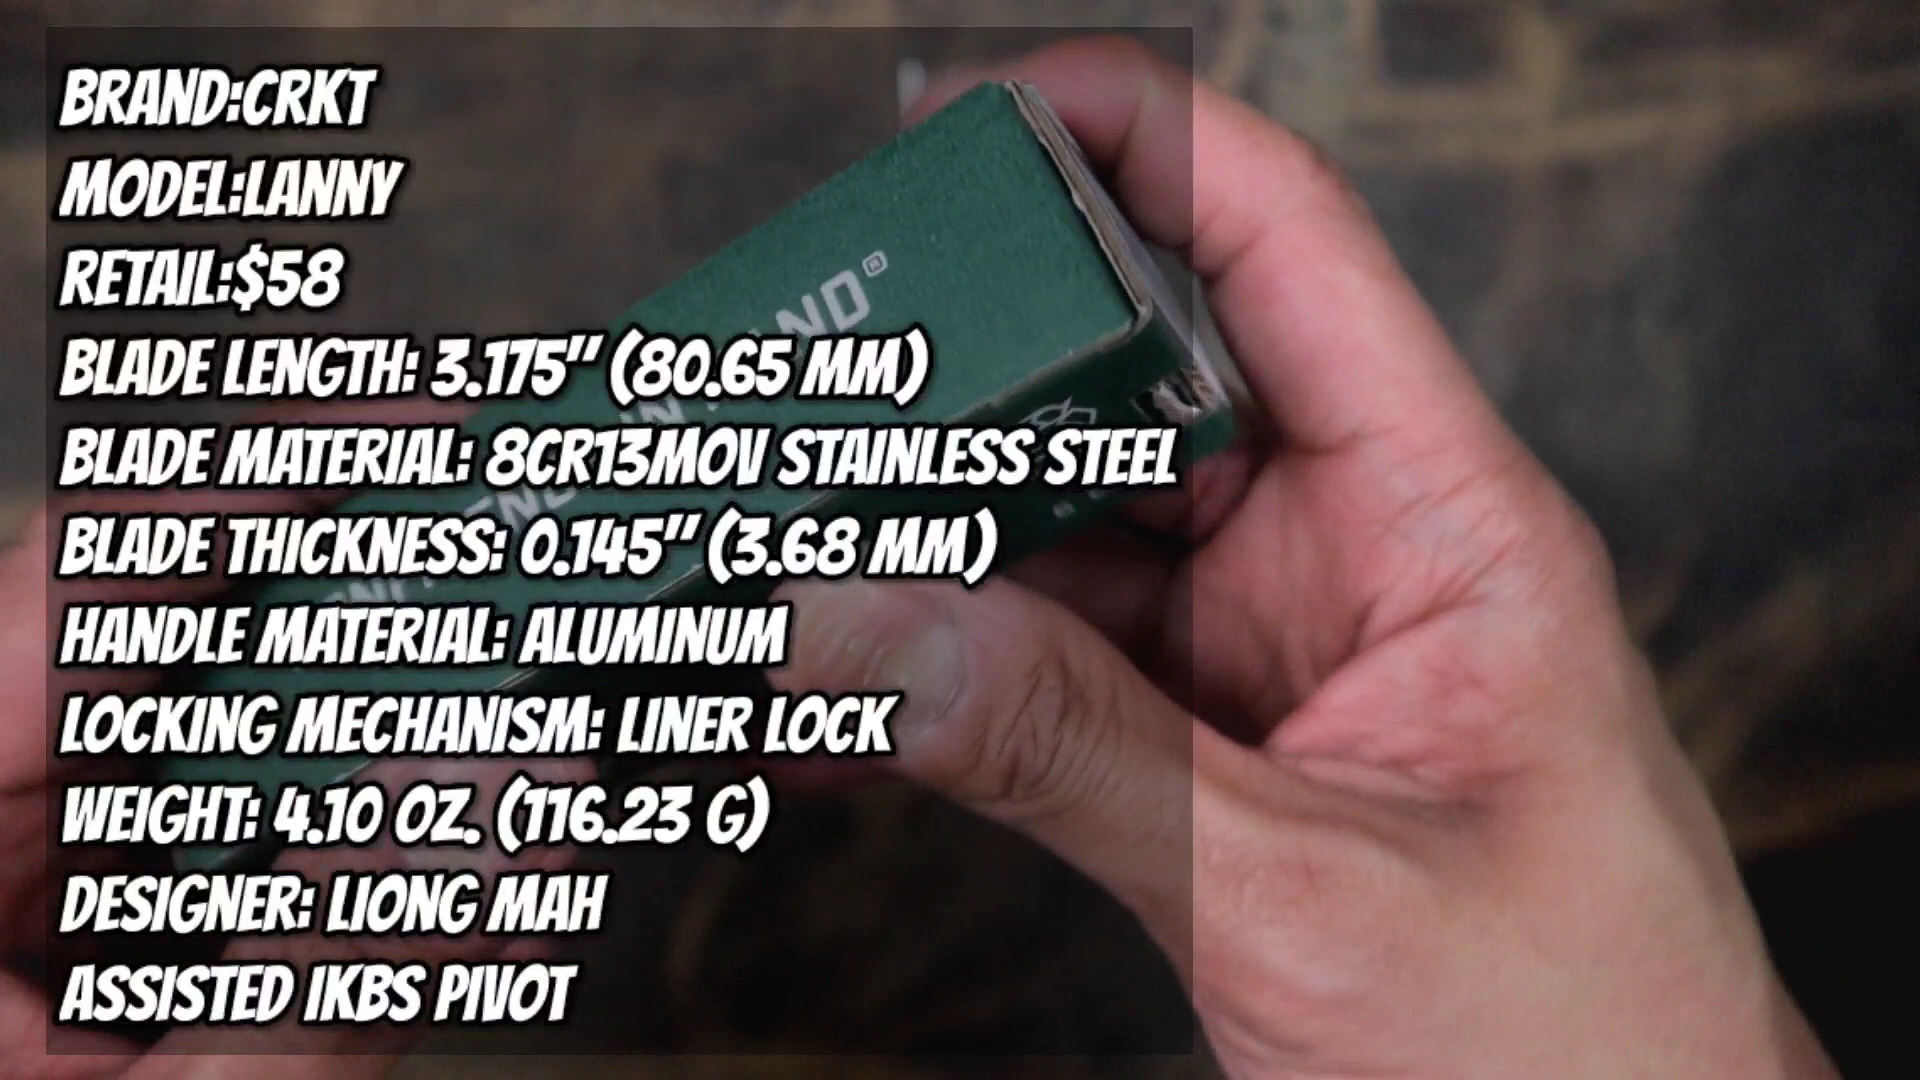 BRAND:CRKT
MODEL:LANNY
RETAIL:$58
BLADE LENGTH: 3.175" (80.65 MM)
BLADE MATERIAL: 8CR13MOV STAINLESS STEEL
BLADE THICKNESS: 0.145" (3.68 MM)
HANDLE MATERIAL: ALUMINUM
LOCKING MECHANISM: LINER LOCK
WEIGHT: 4.10 OZ. (116.23 G)
DESIGNER: LIONG MAH
ASSISTED IKBS PIVOT